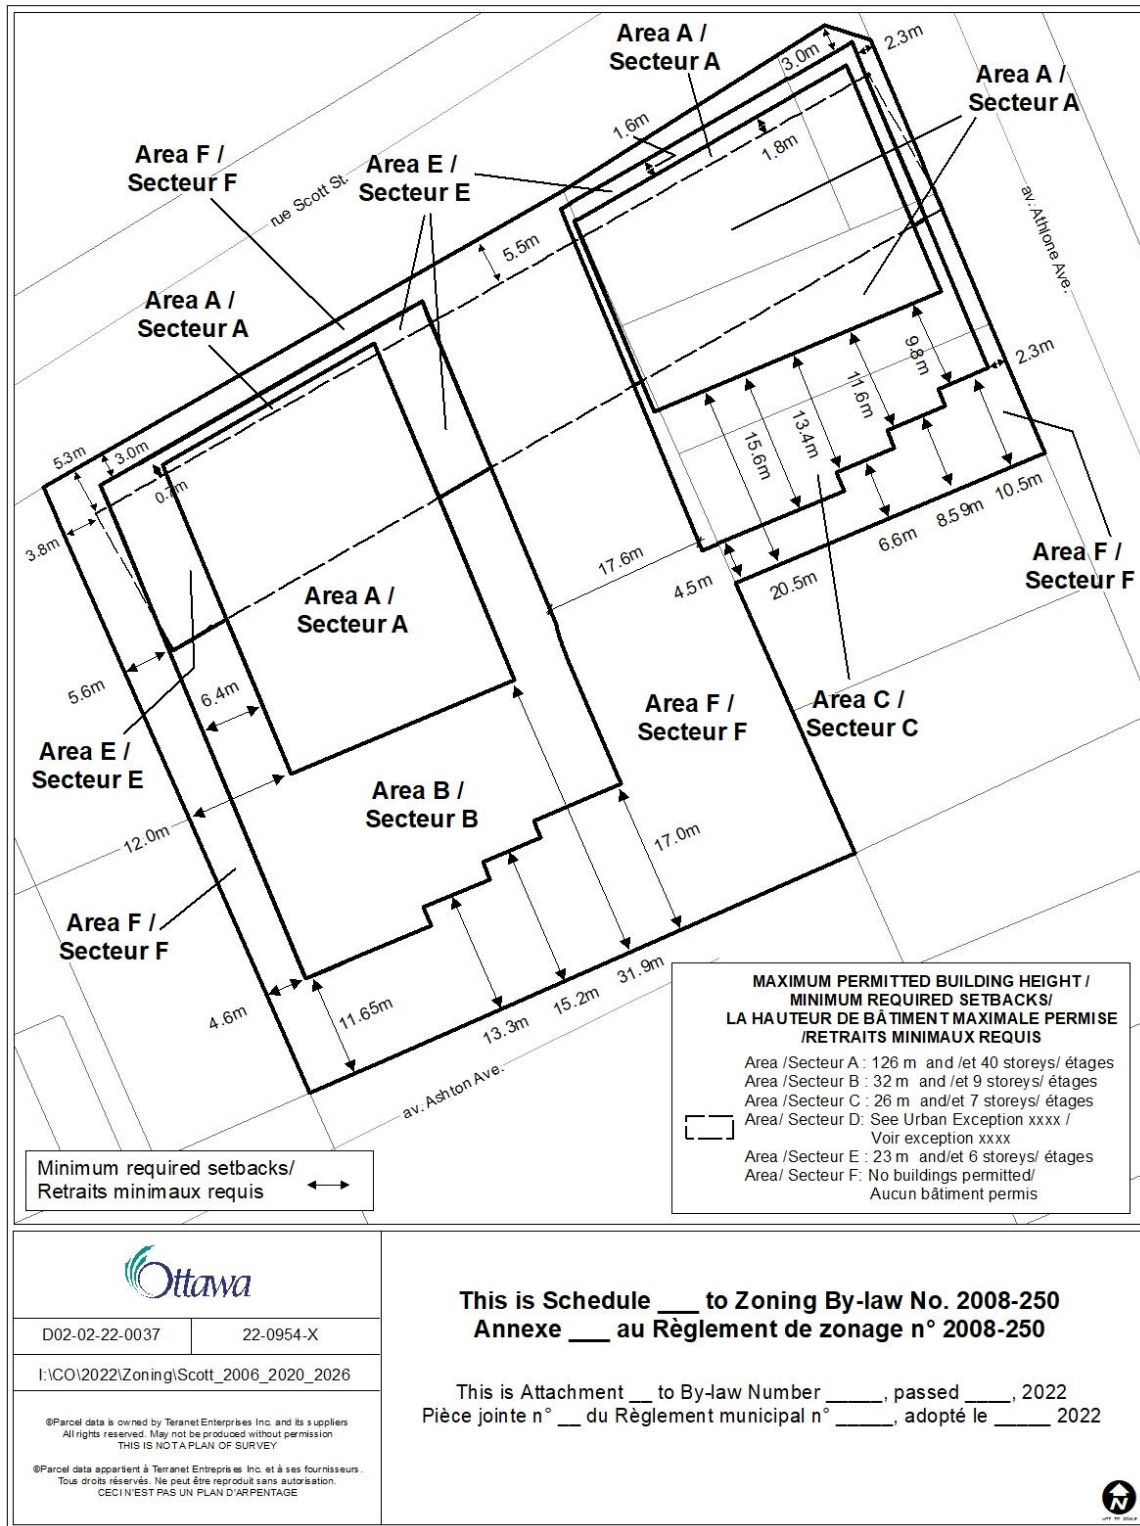 Area A /
Secteur A
3.0m
2.3m
Area A /
Secteur A
1.6m
1.8m
Area F /
Secteur F
Area E /
Secteur E
rue Scott St.
av. Athlone Ave.
5.5m
Area A /
Secteur A
9.8m
2.3m
11.6m
13.4m
15.6m
5.3m
3.0m
0.7m
3.8m
10.5m
8.59m
6.6m
Area F /
Secteur F
17.6m
4.5m
20.5m
Area A /
Secteur A
5.6m
6.4m
Area F /
Secteur F
Area C /
Secteur C
Area E /
Secteur E
Area B /
Secteur B
12.0m
17.0m
Area F /
Secteur F
31.9m
15.2m
13.3m
11.65m
4.6m
av. Ashton Ave.
MAXIMUM PERMITTED BUILDING HEIGHT /
MINIMUM REQUIRED SETBACKS/
LA HAUTEUR DE BÂTIMENT MAXIMALE PERMISE
/RETRAITS MINIMAUX REQUIS
Area /Secteur A : 126 m and /et 40 storeys/ étages
Area /Secteur B : 32 m and /et 9 storeys/ étages
Area /Secteur C : 26 m and/et 7 storeys/ étages
Area/ Secteur D: See Urban Exception xxxx /
Voir exception xxxx
Area /Secteur E : 23 m and/et 6 storeys/ étages
Area/ Secteur F: No buildings permitted/
Aucun bâtiment permis
Minimum required setbacks/
Retraits minimaux requis
Ottawa
D02-02-22-0037
22-0954-X
I:\CO\2022\Zoning\Scott_2006_2020_2026
©Parcel data is owned by Teranet Enterprises Inc. and its suppliers
All rights reserved. May not be produced without permission
THIS IS NOT A PLAN OF SURVEY
©Parcel data appartient à Terranet Entreprises Inc. et à ses fournisseurs.
Tous droits réservés. Ne peut être reproduit sans autorisation.
CECI N'EST PAS UN PLAN D'ARPENTAGE
This is Schedule ___ to Zoning By-law No. 2008-250
Annexe ___ au Règlement de zonage n° 2008-250
This is Attachment __ to By-law Number _____, passed ____, 2022
Pièce jointe n° __ du Règlement municipal n° _____, adopté le _____ 2022
N